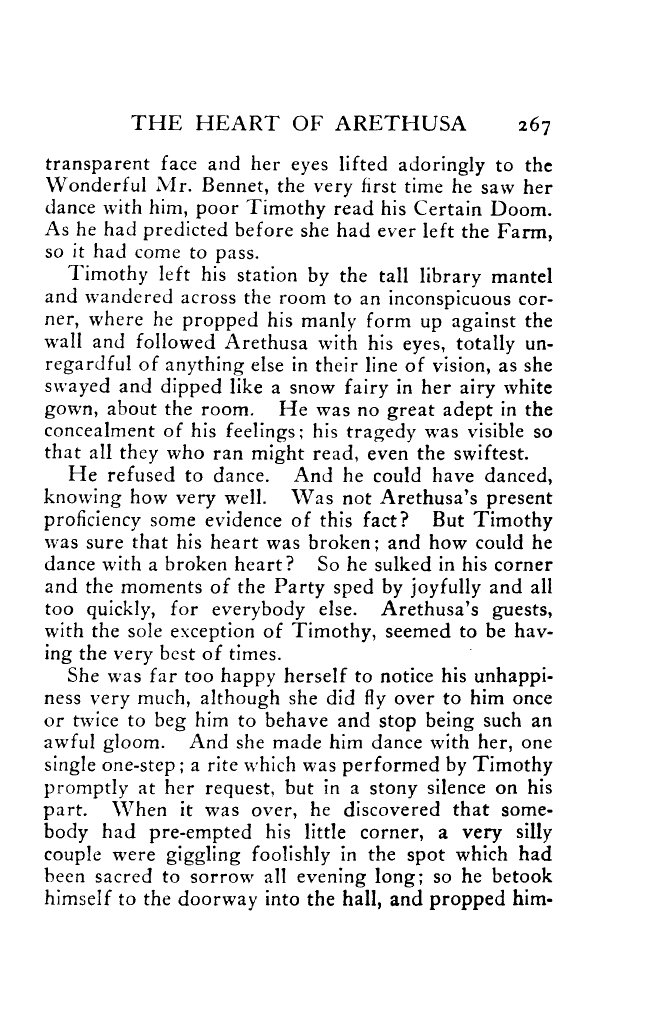 THE HEART OF ARETHUSA 267
transparent face and her eyes lifted adoringly to the
Wonderful Mr. Bennet, the very first time he saw her
dance with him, poor Timothy read his Certain Doom.
As he had predicted before she had ever left the Farm,
so it had come to pass.
Timothy left his station by the tall library mantel
and wandered across the room to an inconspicuous cor-
ner, where he propped his manly form up against the
wall and followed Arethusa with his eyes, totally un-
regardful of anything else in their line of vision, as she
swayed and dipped like a snow fairy in her airy white
gown, about the room. He was no great adept in the
concealment of his feelings; his tragedy was visible so
that all they who ran might read, even the swiftest.
He refused to dance. And he could have danced,
knowing how very well. Was not Arethusa's present
proficiency some evidence of this fact? But Timothy
was sure that his heart was broken; and how could he
dance with a broken heart? So he sulked in his corner
and the moments of the Party sped by joyfully and all
too quickly, for everybody else. Arethusa's guests,
with the sole exception of Timothy, seemed to be hav-
ing the very best of times.
She was far too happy herself to notice his unhappi-
ness very much, although she did fly over to him once
or twice to beg him to behave and stop being such an
awful gloom. And she made him dance with her, one
single one-step; a rite which was performed by Timothy
promptly at her request, but in a stony silence on his
part. When it was over, he discovered that some-
body had pre-empted his little corner, a very silly
couple were giggling foolishly in the spot which had
been sacred to sorrow all evening long; so he betook
himself to the doorway into the hall, and propped him-